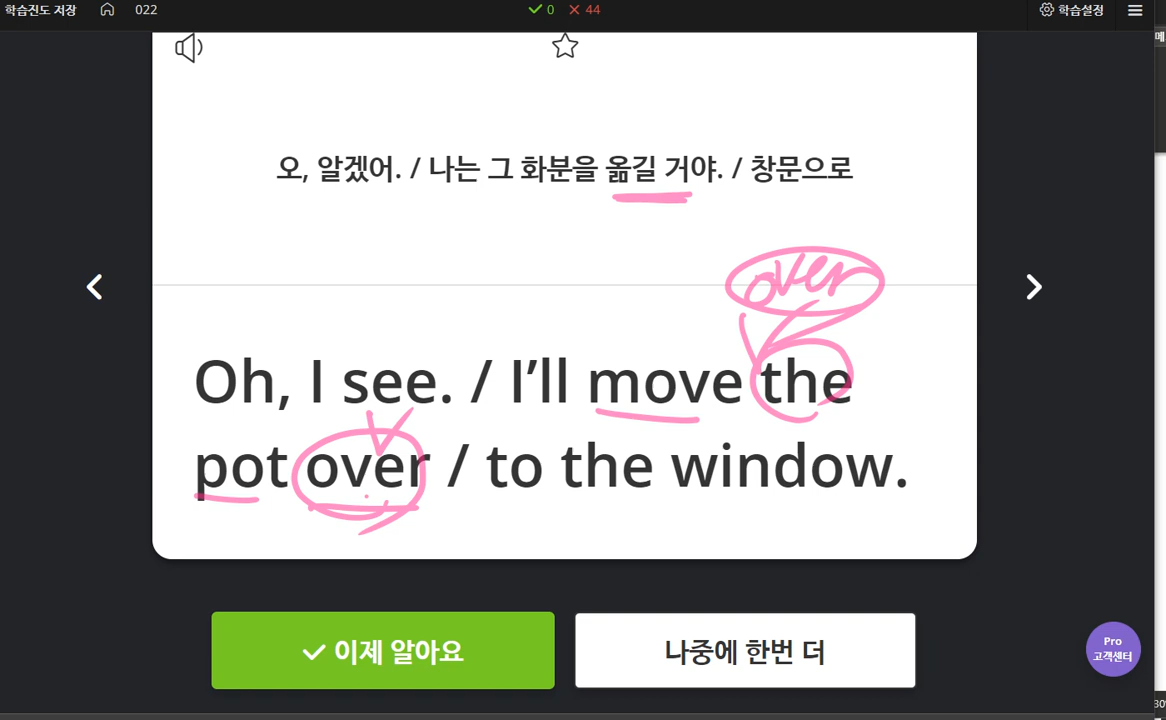 학습진도 저장 022 0 44 학습설정
메
오, 알겠어. / 나는 그 화분을 옮길 거야. / 창문으로
over
Oh, I see. / I'll move the
pot over / to the window.
이제 알아요 나중에 한번 더
Pro
고객센터